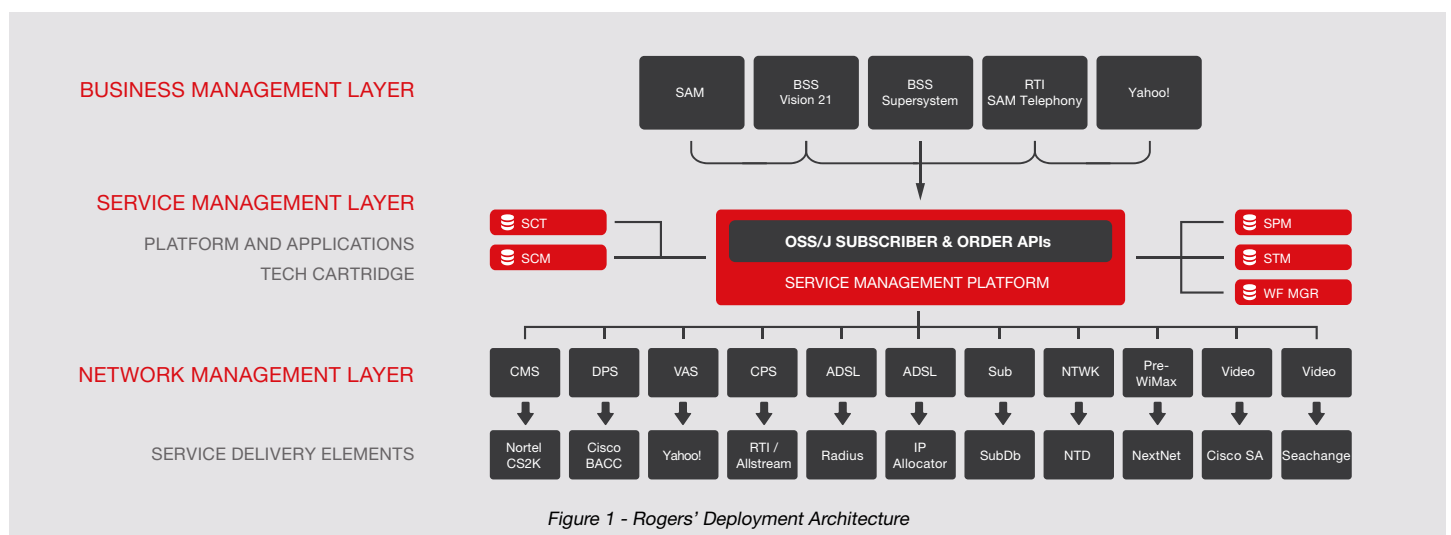 BUSINESS MANAGEMENT LAYER
SAM
BSS
Vision 21
BSS
Supersystem
RTI
SAM Telephony
Yahoo!
SERVICE MANAGEMENT LAYER
PLATFORM AND APPLICATIONS
TECH CARTRIDGE
SCT
SCM
OSS/J SUBSCRIBER & ORDER APIs
SERVICE MANAGEMENT PLATFORM
SPM
STM
WF MGR
NETWORK MANAGEMENT LAYER
CMS
DPS
VAS
CPS
ADSL
ADSL
Sub
NTWK
Pre-
WiMax
Video
Video
SERVICE DELIVERY ELEMENTS
Nortel
CS2K
Cisco
BACC
Yahoo!
RTI /
Allstream
Radius
IP
Allocator
SubDb
NTD
NextNet
Cisco SA
Seachange
Figure 1 - Rogers' Deployment Architecture